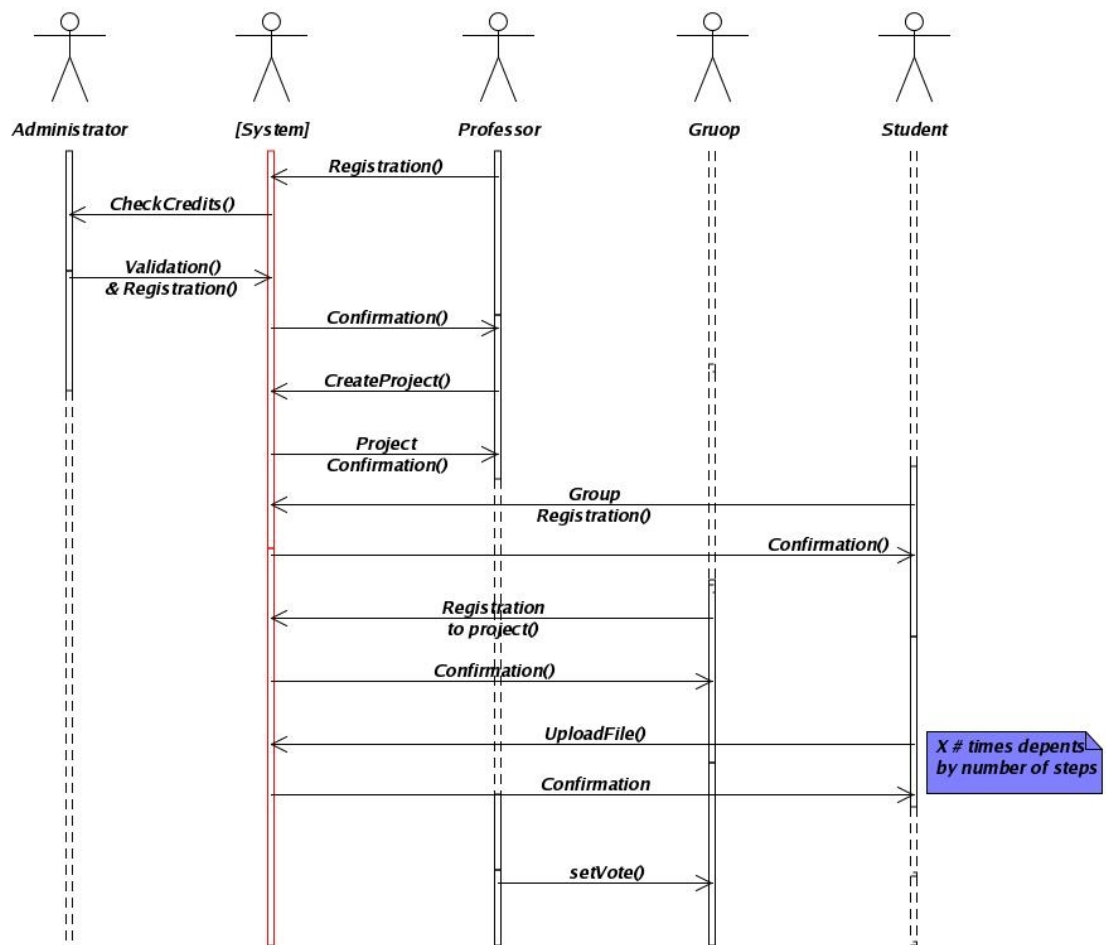 Administrator
[System]
Professor
Gruop
Student
Registration()
CheckCredits()
Validation()
& Registration()
Confirmation()
CreateProject()
Project
Confirmation()
Group
Registration()
Confirmation()
Registration
to project()
Confirmation()
UploadFile()
X # times depents
by number of steps
Confirmation
setVote()